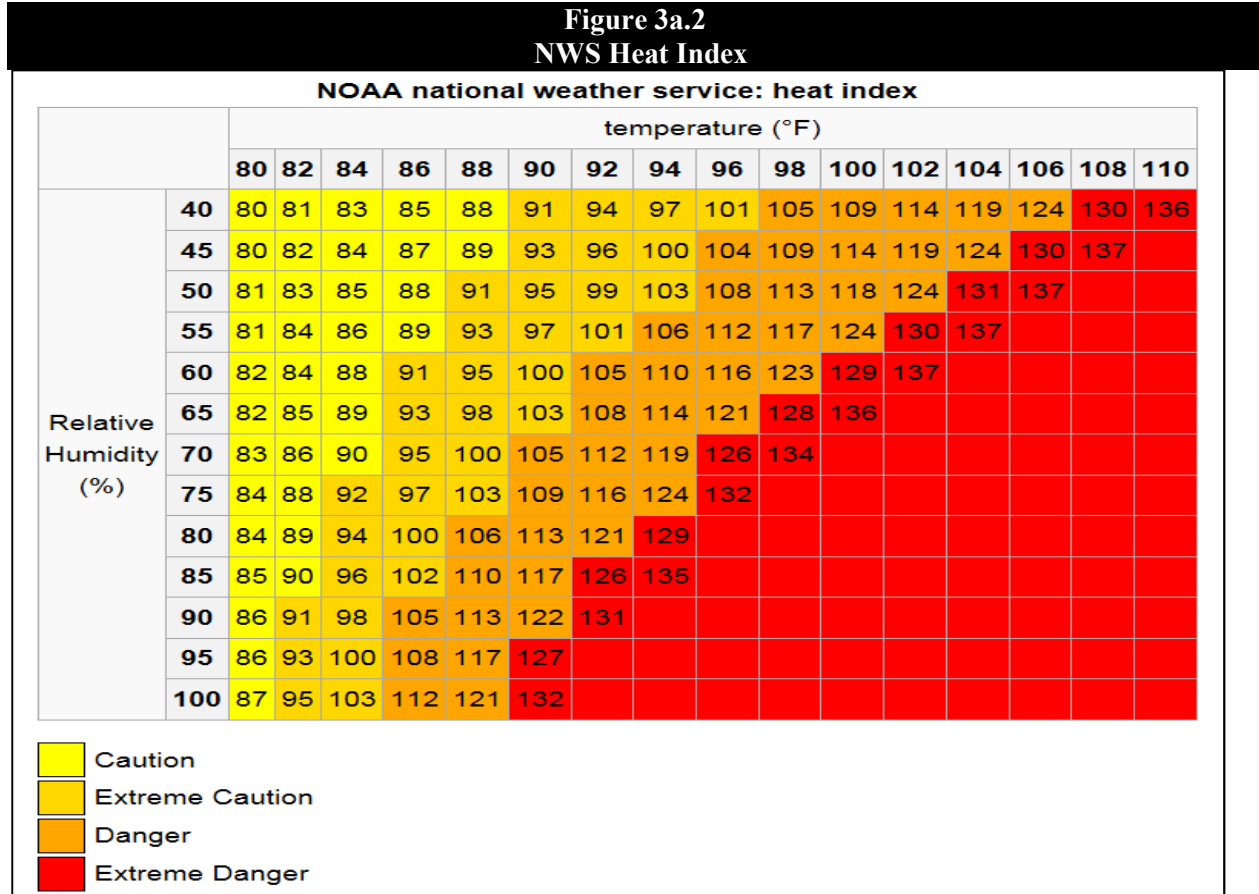 Figure 3a.2
NWS Heat Index
NOAA national weather service: heat index
temperature (°F)
80 82 84 86 88 90 92 94 96 98 100 102 104 106 108 110
40 80 81 83 85 88 91 94 97 101 105 109 114 119 124 130 136
45 80 82 84 87 89 93 96 100 104 109 114 119 124 130 137
50 81 83 85 88 91 95 99 103 108 113 118 124 131 137
55 81 84 86 89 93 97 101 106 112 117 124 130 137
60 82 84 88 91 95 100 105 110 116 123 129 137
Relative 65 82 85 89 93 98 103 108 114 121 128 136
Humidity 70 83 86 90 95 100 105 112 119 126 134
(%) 75 84 88 92 97 103 109 116 124 132
80 84 89 94 100 106 113 121 129
85 85 90 96 102 110 117 126 135
90 86 91 98 105 113 122 131
95 86 93 100 108 117 127
100 87 95 103 112 121 132
Caution
Extreme Caution
Danger
Extreme Danger